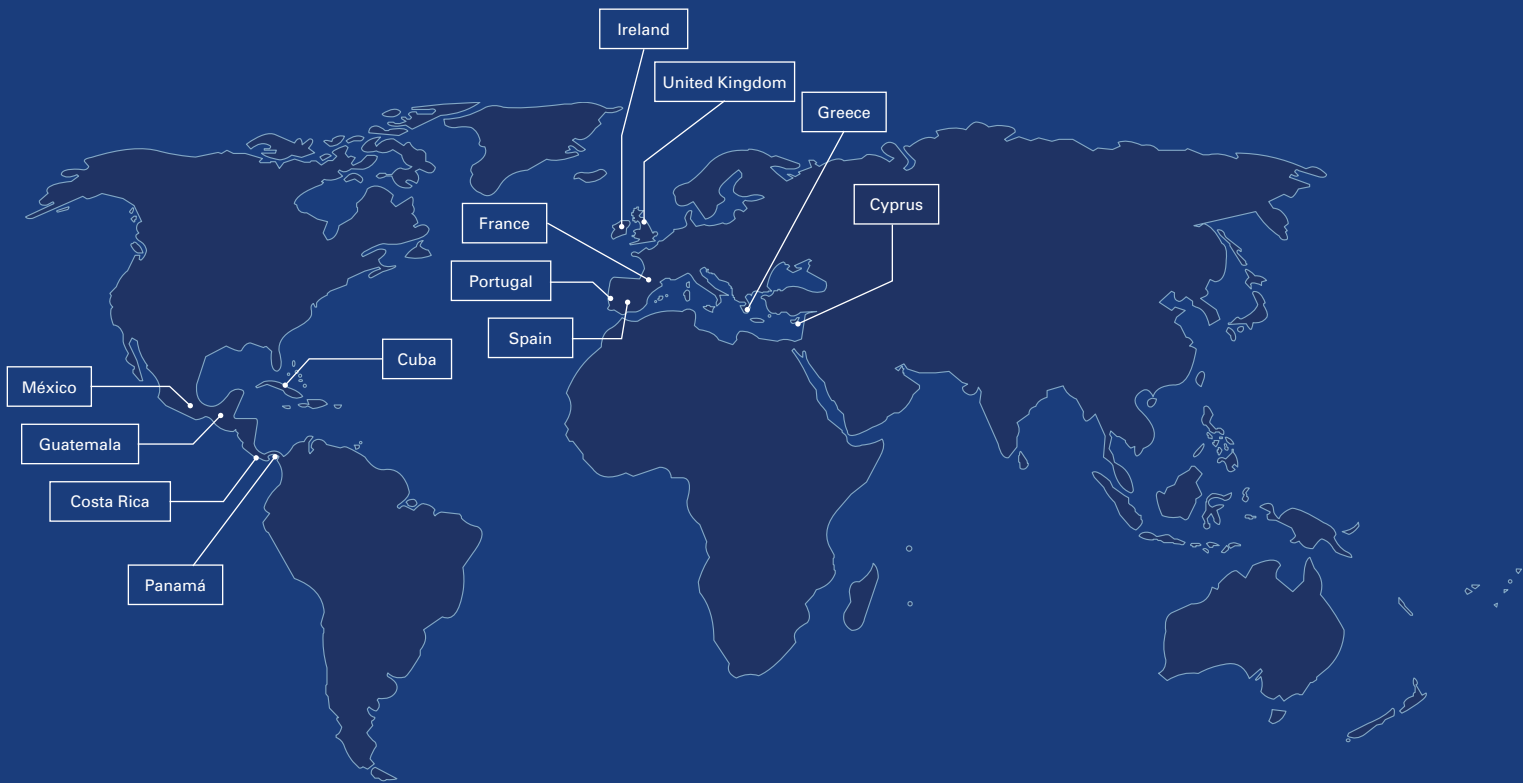 Ireland
United Kingdom
Greece
Cyprus
France
Portugal
Spain
Cuba
México
Guatemala
Costa Rica
Panamá